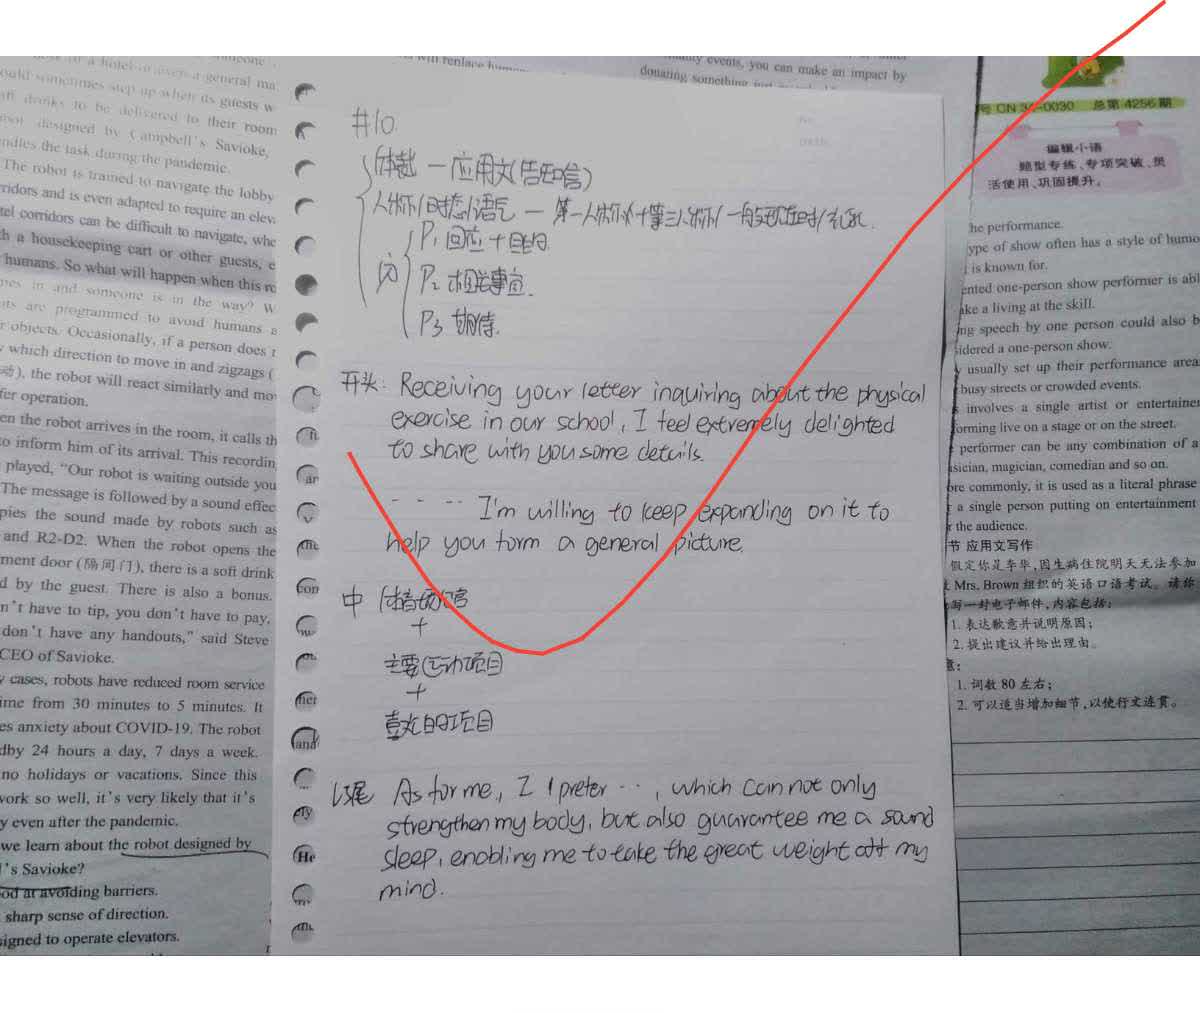 could sometimes step up when its guests w
to be delivered to their room
designed by Campbell's Savioke,
ndles the task during the pandemic.
The robot is trained to navigate the lobby
ridors and is even adapted to require an elev
tel corridors can be difficult to navigate, whe
h a housekeeping cart or other guests, e
humans. So what will happen when this ro
mes in and someone is in the way? W
ots are programmed to avoid humans a
r objects. Occasionally, if a person does
y which direction to move in and zigzags (
动), the robot will react similarly and mo
fer operation.
en the robot arrives in the room, it calls th
to inform him of its arrival. This recordin
played, “Our robot is waiting outside you
The message is followed by a sound effec
pies the sound made by robots such as
and R2-D2. When the robot opens the
ment door (隔间门), there is a soft drink
d by the guest. There is also a bonus.
n't have to tip, you don't have to pay,
don't have any handouts,” said Steve
CEO of Savioke.
y cases, robots have reduced room service
ime from 30 minutes to 5 minutes. It
es anxiety about COVID-19. The robot
dby 24 hours a day, 7 days a week.
no holidays or vacations. Since this
work so well, it's very likely that it's
y even after the pandemic.
we learn about the robot designed by
l's Savioke?
od at avoiding barriers.
sharp sense of direction.
signed to operate elevators.
#10
体裁 — 应用文(告知信)
人称/时态/语气 — 第一人称+第三人称/一般现在时/礼礼.
P1 回应+目的
P2 相关事宜.
P3 期待.
开头: Receiving your letter inquiring about the physical
exercise in our school, I feel extremely delighted
to share with you some details.
I'm willing to keep expanding on it to
help you form a general picture.
中
+
主要运动项目
+
喜欢的项目
结尾 As for me, I prefer ..., which can not only
strengthen my body, but also guarantee me a sound
sleep, enabling me to take the great weight off my
mind.
ty events, you can make an impact by
donating something
号 CN 34-0030 总第 4256 期
编辑小语
题型专练、专项突破、灵
活使用、巩固提升。
he performance.
ype of show often has a style of humo
t is known for.
ented one-person show performer is abl
ake a living at the skill.
ng speech by one person could also b
sidered a one-person show.
y usually set up their performance area
busy streets or crowded events.
s involves a single artist or entertainer
forming live on a stage or on the street.
e performer can be any combination of a
usician, magician, comedian and so on.
ore commonly, it is used as a literal phrase
r a single person putting on entertainment
r the audience.
节 应用文写作
假定你是李华,因生病住院明天无法参加
Mrs. Brown 组织的英语口语考试。请你
写一封电子邮件,内容包括:
1. 表达歉意并说明原因;
2. 提出建议并给出理由。
意:
1. 词数 80 左右;
2. 可以适当增加细节,以使行文连贯。